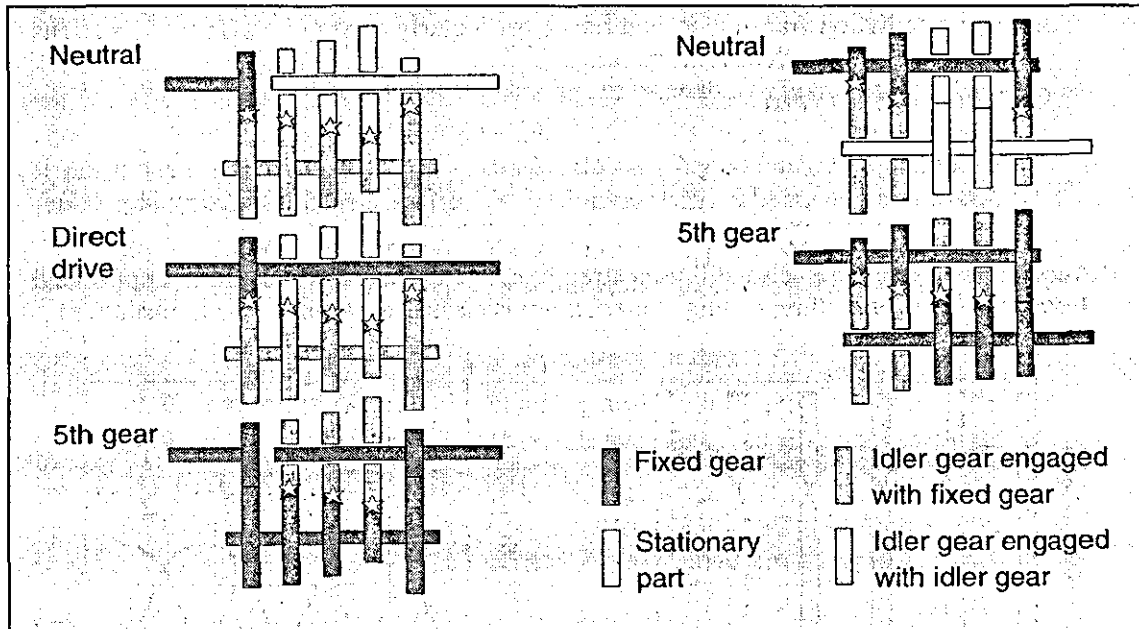 Neutral
Direct
drive
5th gear
Neutral
5th gear
Fixed gear
Stationary
part
Idler gear engaged
with fixed gear
Idler gear engaged
with idler gear